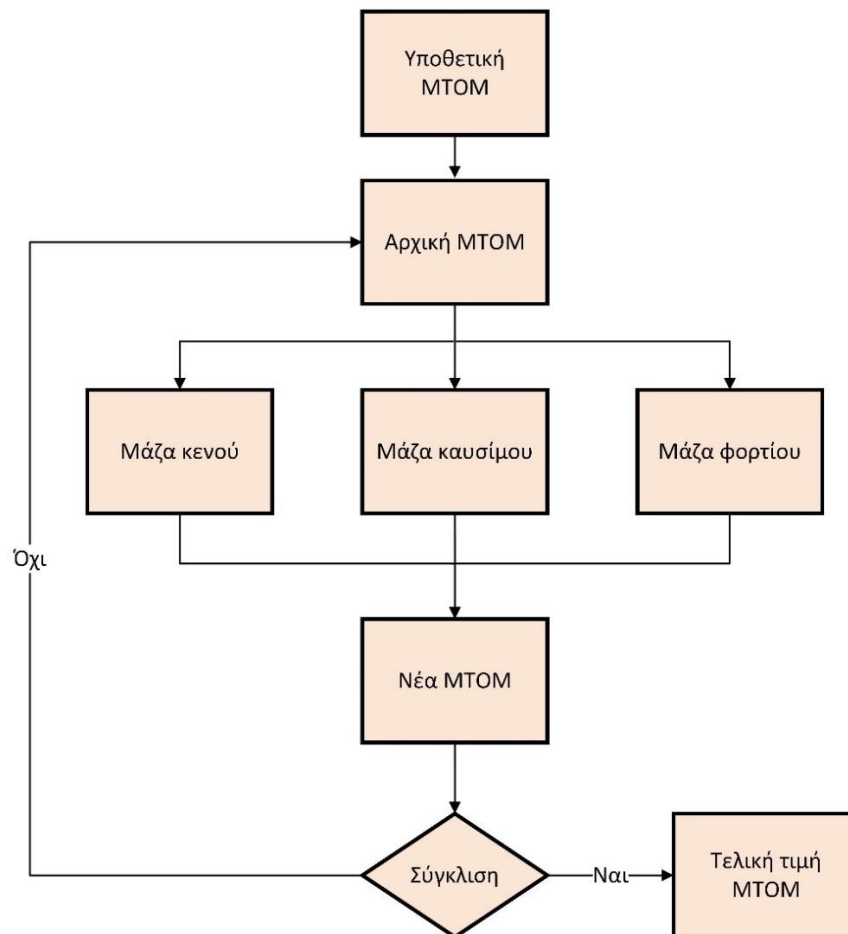 Υποθετική
MTOM
Αρχική MTOM
Μάζα κενού
Μάζα καυσίμου
Μάζα φορτίου
Όχι
Νέα MTOM
Σύγκλιση
Ναι
Τελική τιμή
MTOM